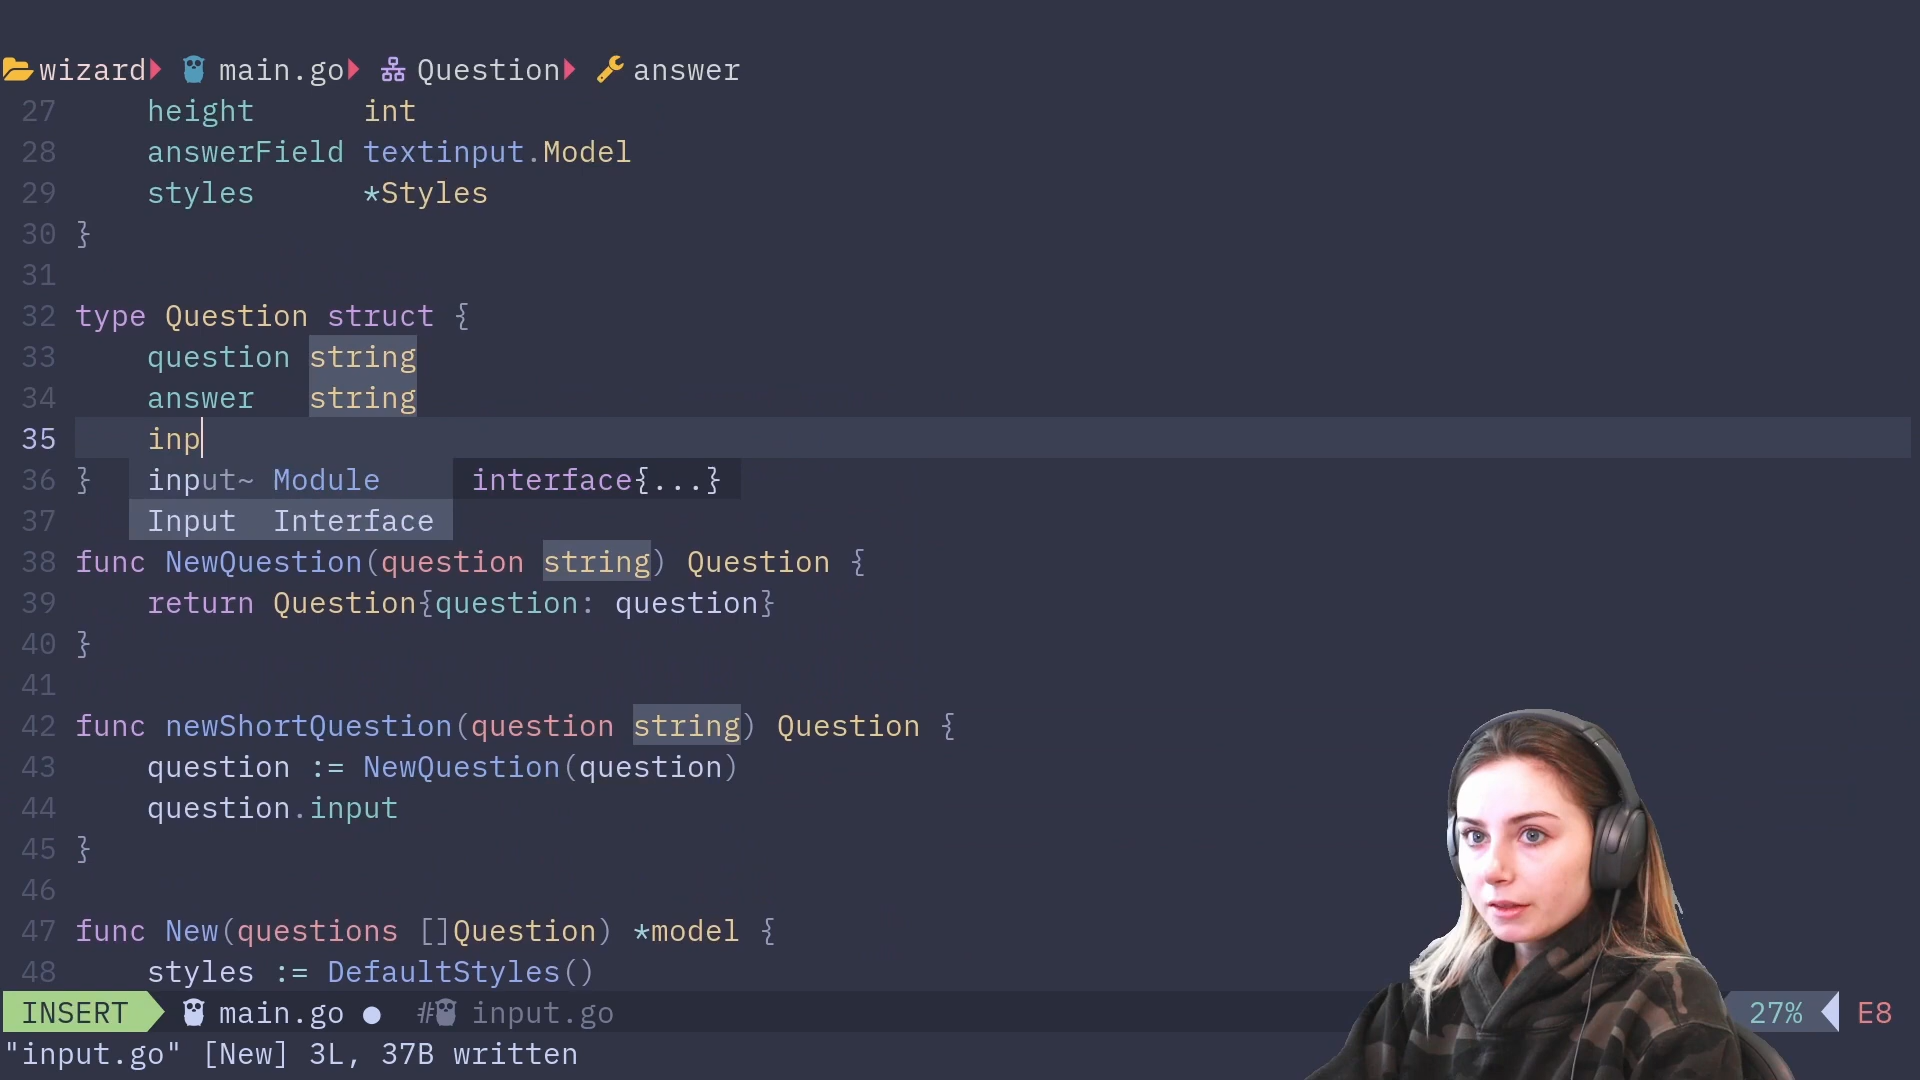 wizard main.go Question answer
27 height int
28 answerField textinput.Model
29 styles *Styles
30 }
31
32 type Question struct {
33 question string
34 answer string
35 inp
36 } input~ Module interface{...}
37 Input Interface
38 func NewQuestion(question string) Question {
39 return Question{question: question}
40 }
41
42 func newShortQuestion(question string) Question {
43 question := NewQuestion(question)
44 question.input
45 }
46
47 func New(questions []Question) *model {
48 styles := DefaultStyles()
INSERT main.go ● # input.go 27% E8
"input.go" [New] 3L, 37B written